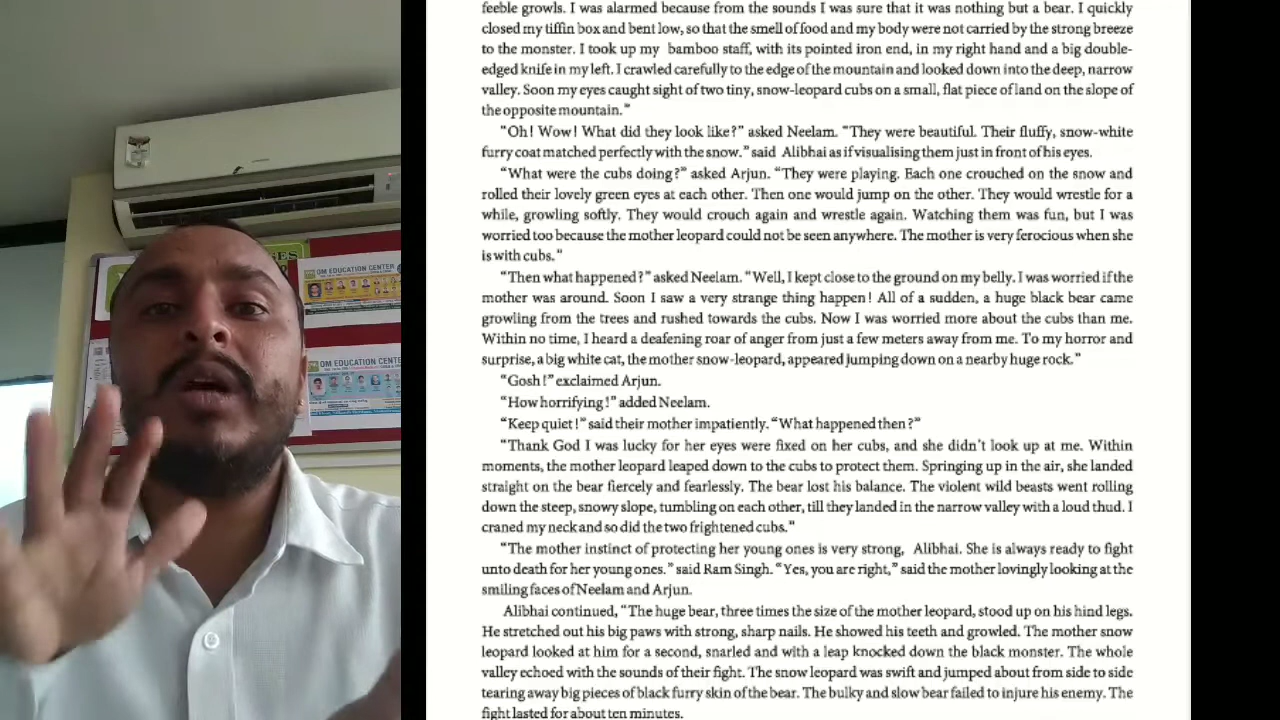 OM EDUCATION CENTER
OM EDUCATION CENTE
feeble growls. I was alarmed because from the sounds I was sure that it was nothing but a bear. I quickly
closed my tiffin box and bent low, so that the smell of food and my body were not carried by the strong breeze
to the monster. I took up my bamboo staff, with its pointed iron end, in my right hand and a big double-
edged knife in my left. I crawled carefully to the edge of the mountain and looked down into the deep, narrow
valley. Soon my eyes caught sight of two tiny, snow-leopard cubs on a small, flat piece of land on the slope of
the opposite mountain."
"Oh! Wow! What did they look like?" asked Neelam. "They were beautiful. Their fluffy, snow-white
furry coat matched perfectly with the snow." said Alibhai as if visualising them just in front of his eyes.
"What were the cubs doing?" asked Arjun. "They were playing. Each one crouched on the snow and
rolled their lovely green eyes at each other. Then one would jump on the other. They would wrestle for a
while, growling softly. They would crouch again and wrestle again. Watching them was fun, but I was
worried too because the mother leopard could not be seen anywhere. The mother is very ferocious when she
is with cubs."
"Then what happened?" asked Neelam. "Well, I kept close to the ground on my belly. I was worried if the
mother was around. Soon I saw a very strange thing happen! All of a sudden, a huge black bear came
growling from the trees and rushed towards the cubs. Now I was worried more about the cubs than me.
Within no time, I heard a deafening roar of anger from just a few meters away from me. To my horror and
surprise, a big white cat, the mother snow-leopard, appeared jumping down on a nearby huge rock."
"Gosh!" exclaimed Arjun.
"How horrifying!" added Neelam.
"Keep quiet!" said their mother impatiently. "What happened then?"
"Thank God I was lucky for her eyes were fixed on her cubs, and she didn't look up at me. Within
moments, the mother leopard leaped down to the cubs to protect them. Springing up in the air, she landed
straight on the bear fiercely and fearlessly. The bear lost his balance. The violent wild beasts went rolling
down the steep, snowy slope, tumbling on each other, till they landed in the narrow valley with a loud thud. I
craned my neck and so did the two frightened cubs."
"The mother instinct of protecting her young ones is very strong, Alibhai. She is always ready to fight
unto death for her young ones." said Ram Singh. "Yes, you are right," said the mother lovingly looking at the
smiling faces of Neelam and Arjun.
Alibhai continued, "The huge bear, three times the size of the mother leopard, stood up on his hind legs.
He stretched out his big paws with strong, sharp nails. He showed his teeth and growled. The mother snow
leopard looked at him for a second, snarled and with a leap knocked down the black monster. The whole
valley echoed with the sounds of their fight. The snow leopard was swift and jumped about from side to side
tearing away big pieces of black furry skin of the bear. The bulky and slow bear failed to injure his enemy. The
fight lasted for about ten minutes.